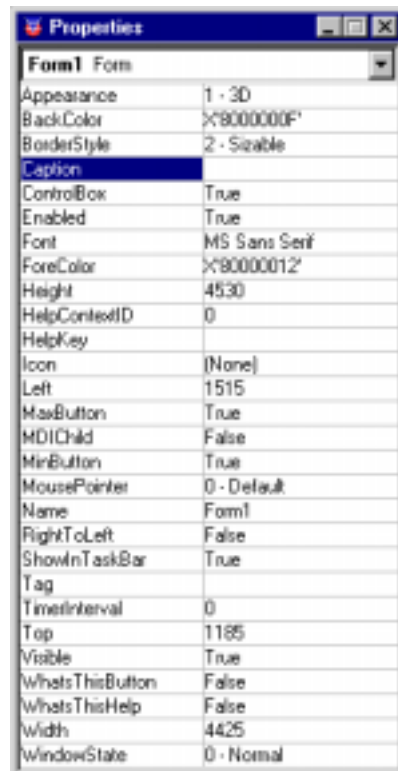 Properties
Form1 Form
Appearance 1 - 3D
BackColor X'8000000F'
BorderStyle 2 - Sizable
Caption
ControlBox True
Enabled True
Font MS Sans Serif
ForeColor X'80000012'
Height 4530
HelpContextID 0
HelpKey
Icon (None)
Left 1515
MaxButton True
MDIChild False
MinButton True
MousePointer 0 - Default
Name Form1
RightToLeft False
ShowInTaskBar True
Tag
TimerInterval 0
Top 1185
Visible True
WhatsThisButton False
WhatsThisHelp False
Width 4425
WindowState 0 - Normal